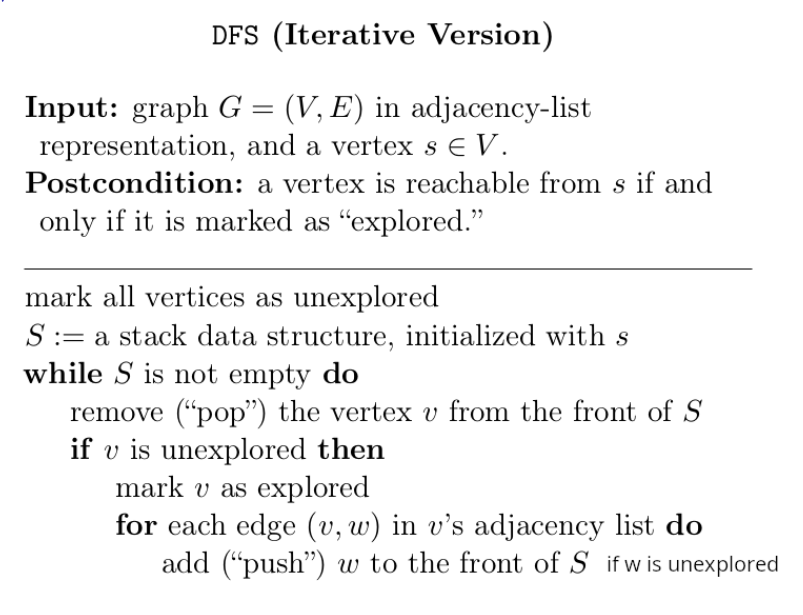 DFS (Iterative Version)
Input: graph G = (V, E) in adjacency-list
representation, and a vertex s ∈ V.
Postcondition: a vertex is reachable from s if and
only if it is marked as “explored.”
mark all vertices as unexplored
S := a stack data structure, initialized with s
while S is not empty do
remove (“pop”) the vertex v from the front of S
if v is unexplored then
mark v as explored
for each edge (v, w) in v's adjacency list do
add (“push”) w to the front of S if w is unexplored